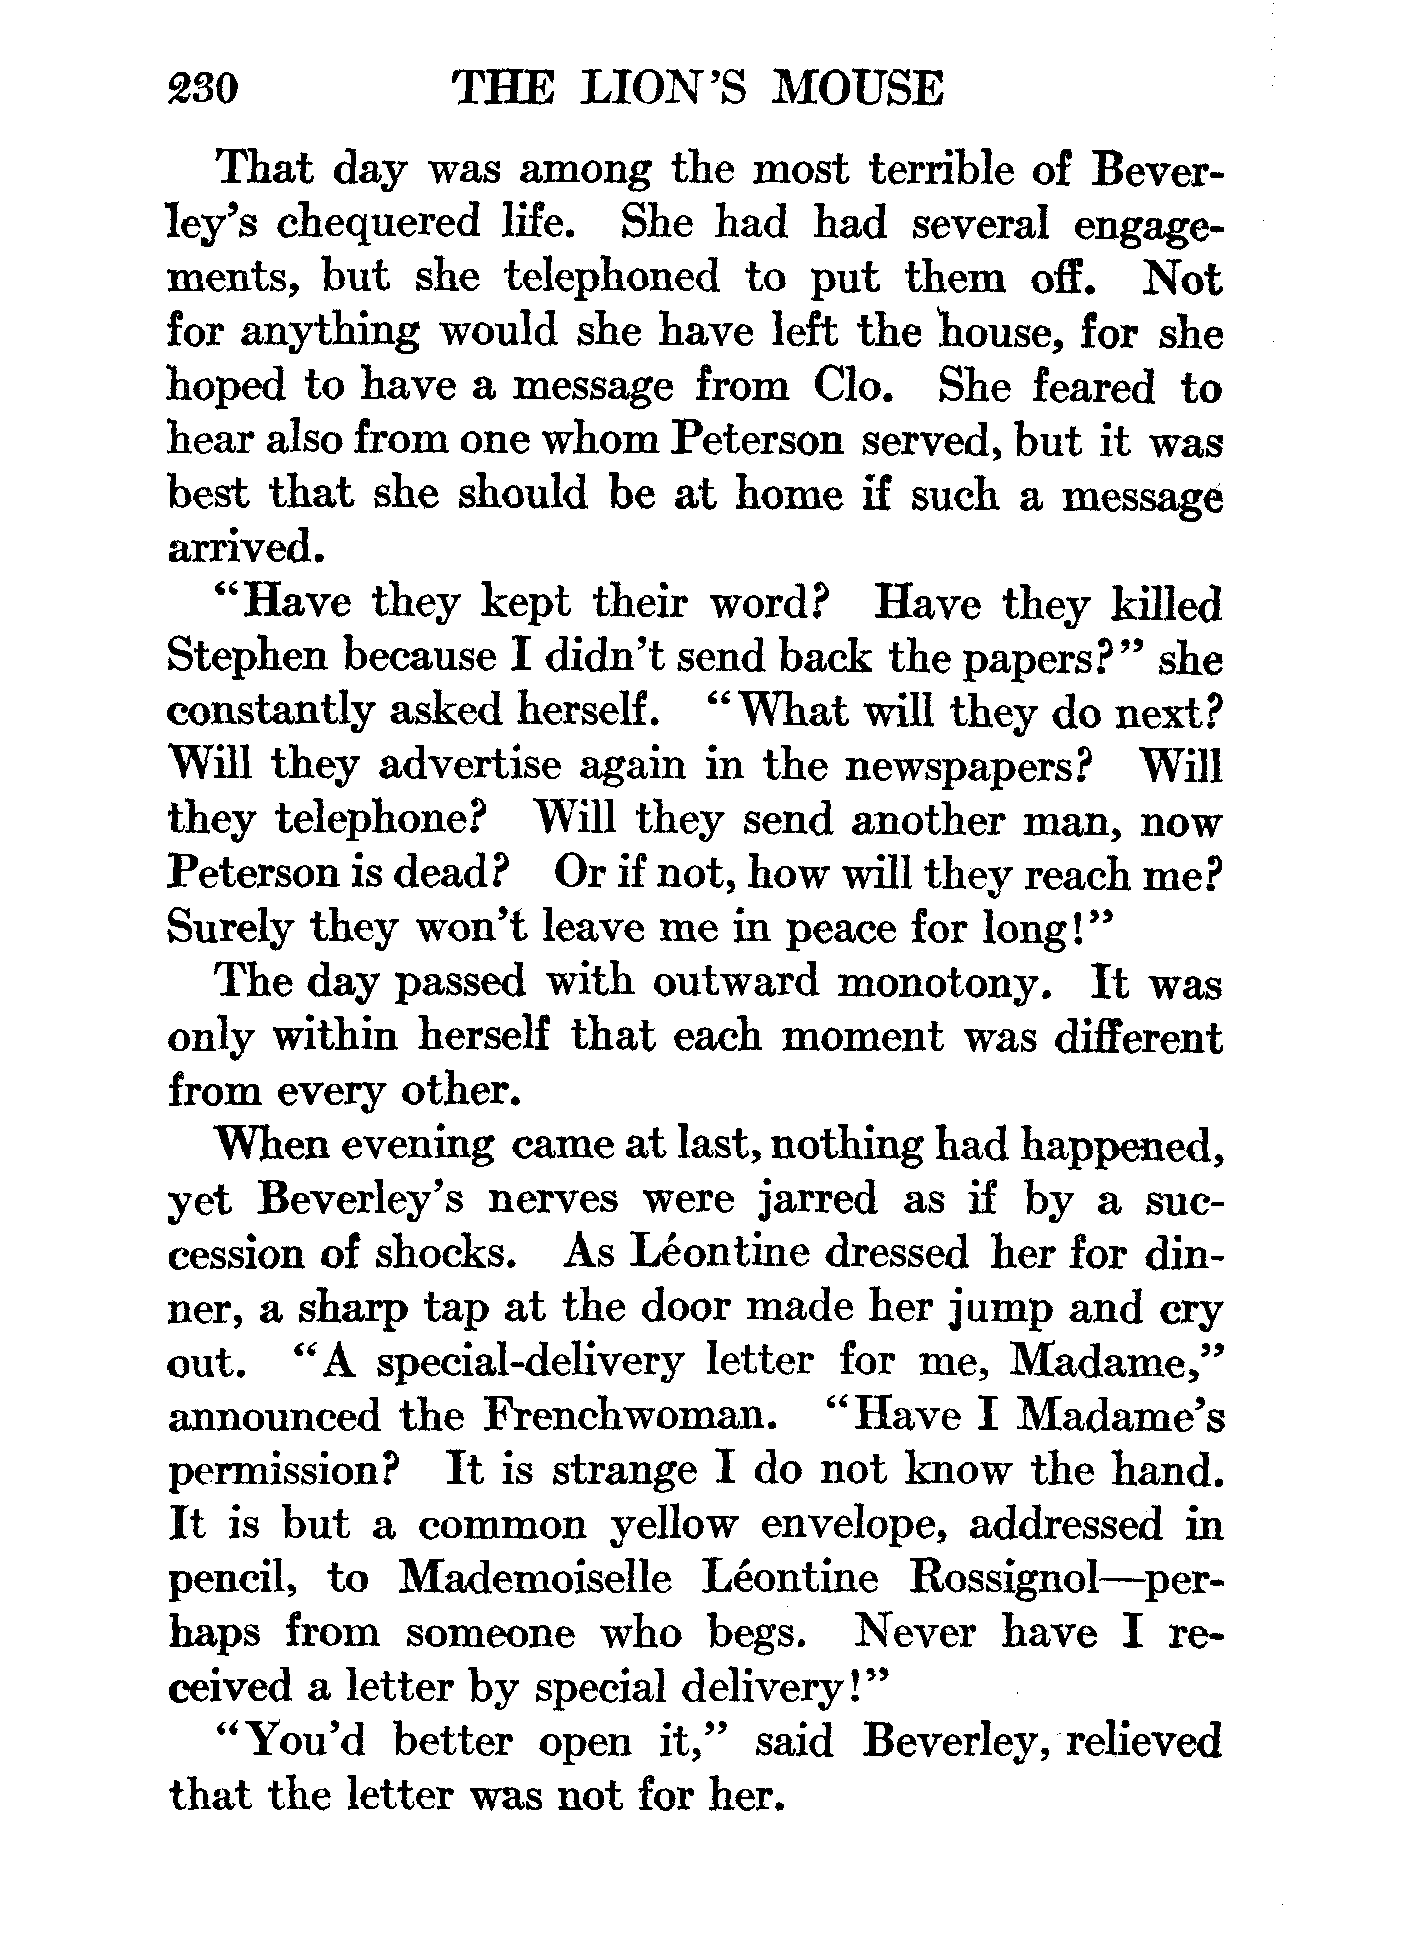 230 THE LION'S MOUSE
That day was among the most terrible of Bever-
ley's chequered life. She had had several engage-
ments, but she telephoned to put them off. Not
for anything would she have left the house, for she
hoped to have a message from Clo. She feared to
hear also from one whom Peterson served, but it was
best that she should be at home if such a message
arrived.
"Have they kept their word? Have they killed
Stephen because I didn't send back the papers?" she
constantly asked herself. "What will they do next?
Will they advertise again in the newspapers? Will
they telephone? Will they send another man, now
Peterson is dead? Or if not, how will they reach me?
Surely they won't leave me in peace for long!"
The day passed with outward monotony. It was
only within herself that each moment was different
from every other.
When evening came at last, nothing had happened,
yet Beverley's nerves were jarred as if by a suc-
cession of shocks. As Léontine dressed her for din-
ner, a sharp tap at the door made her jump and cry
out. "A special-delivery letter for me, Madame,"
announced the Frenchwoman. "Have I Madame's
permission? It is strange I do not know the hand.
It is but a common yellow envelope, addressed in
pencil, to Mademoiselle Léontine Rossignol—per-
haps from someone who begs. Never have I re-
ceived a letter by special delivery!"
"You'd better open it," said Beverley, relieved
that the letter was not for her.